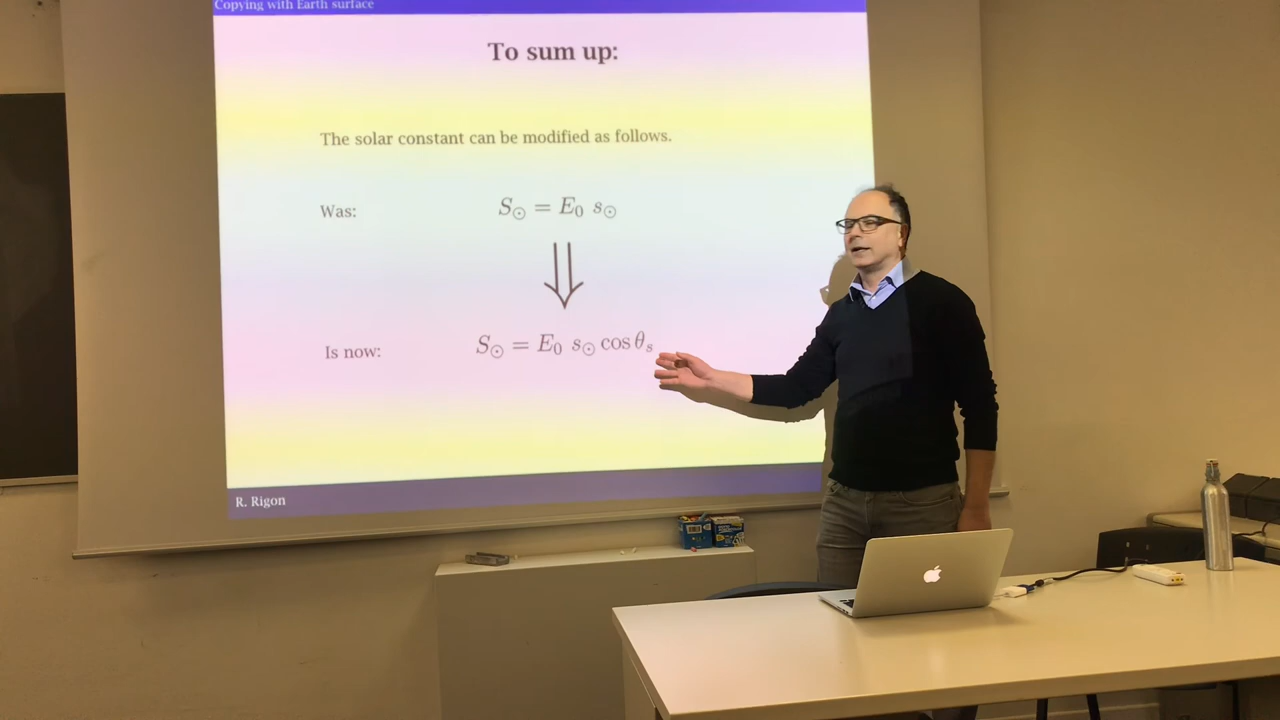 Copying with Earth surface
To sum up:
The solar constant can be modified as follows.
Was:
S⊙ = E₀ s⊙
⇓
Is now:
S⊙ = E₀ s⊙ cos θₛ
R. Rigon